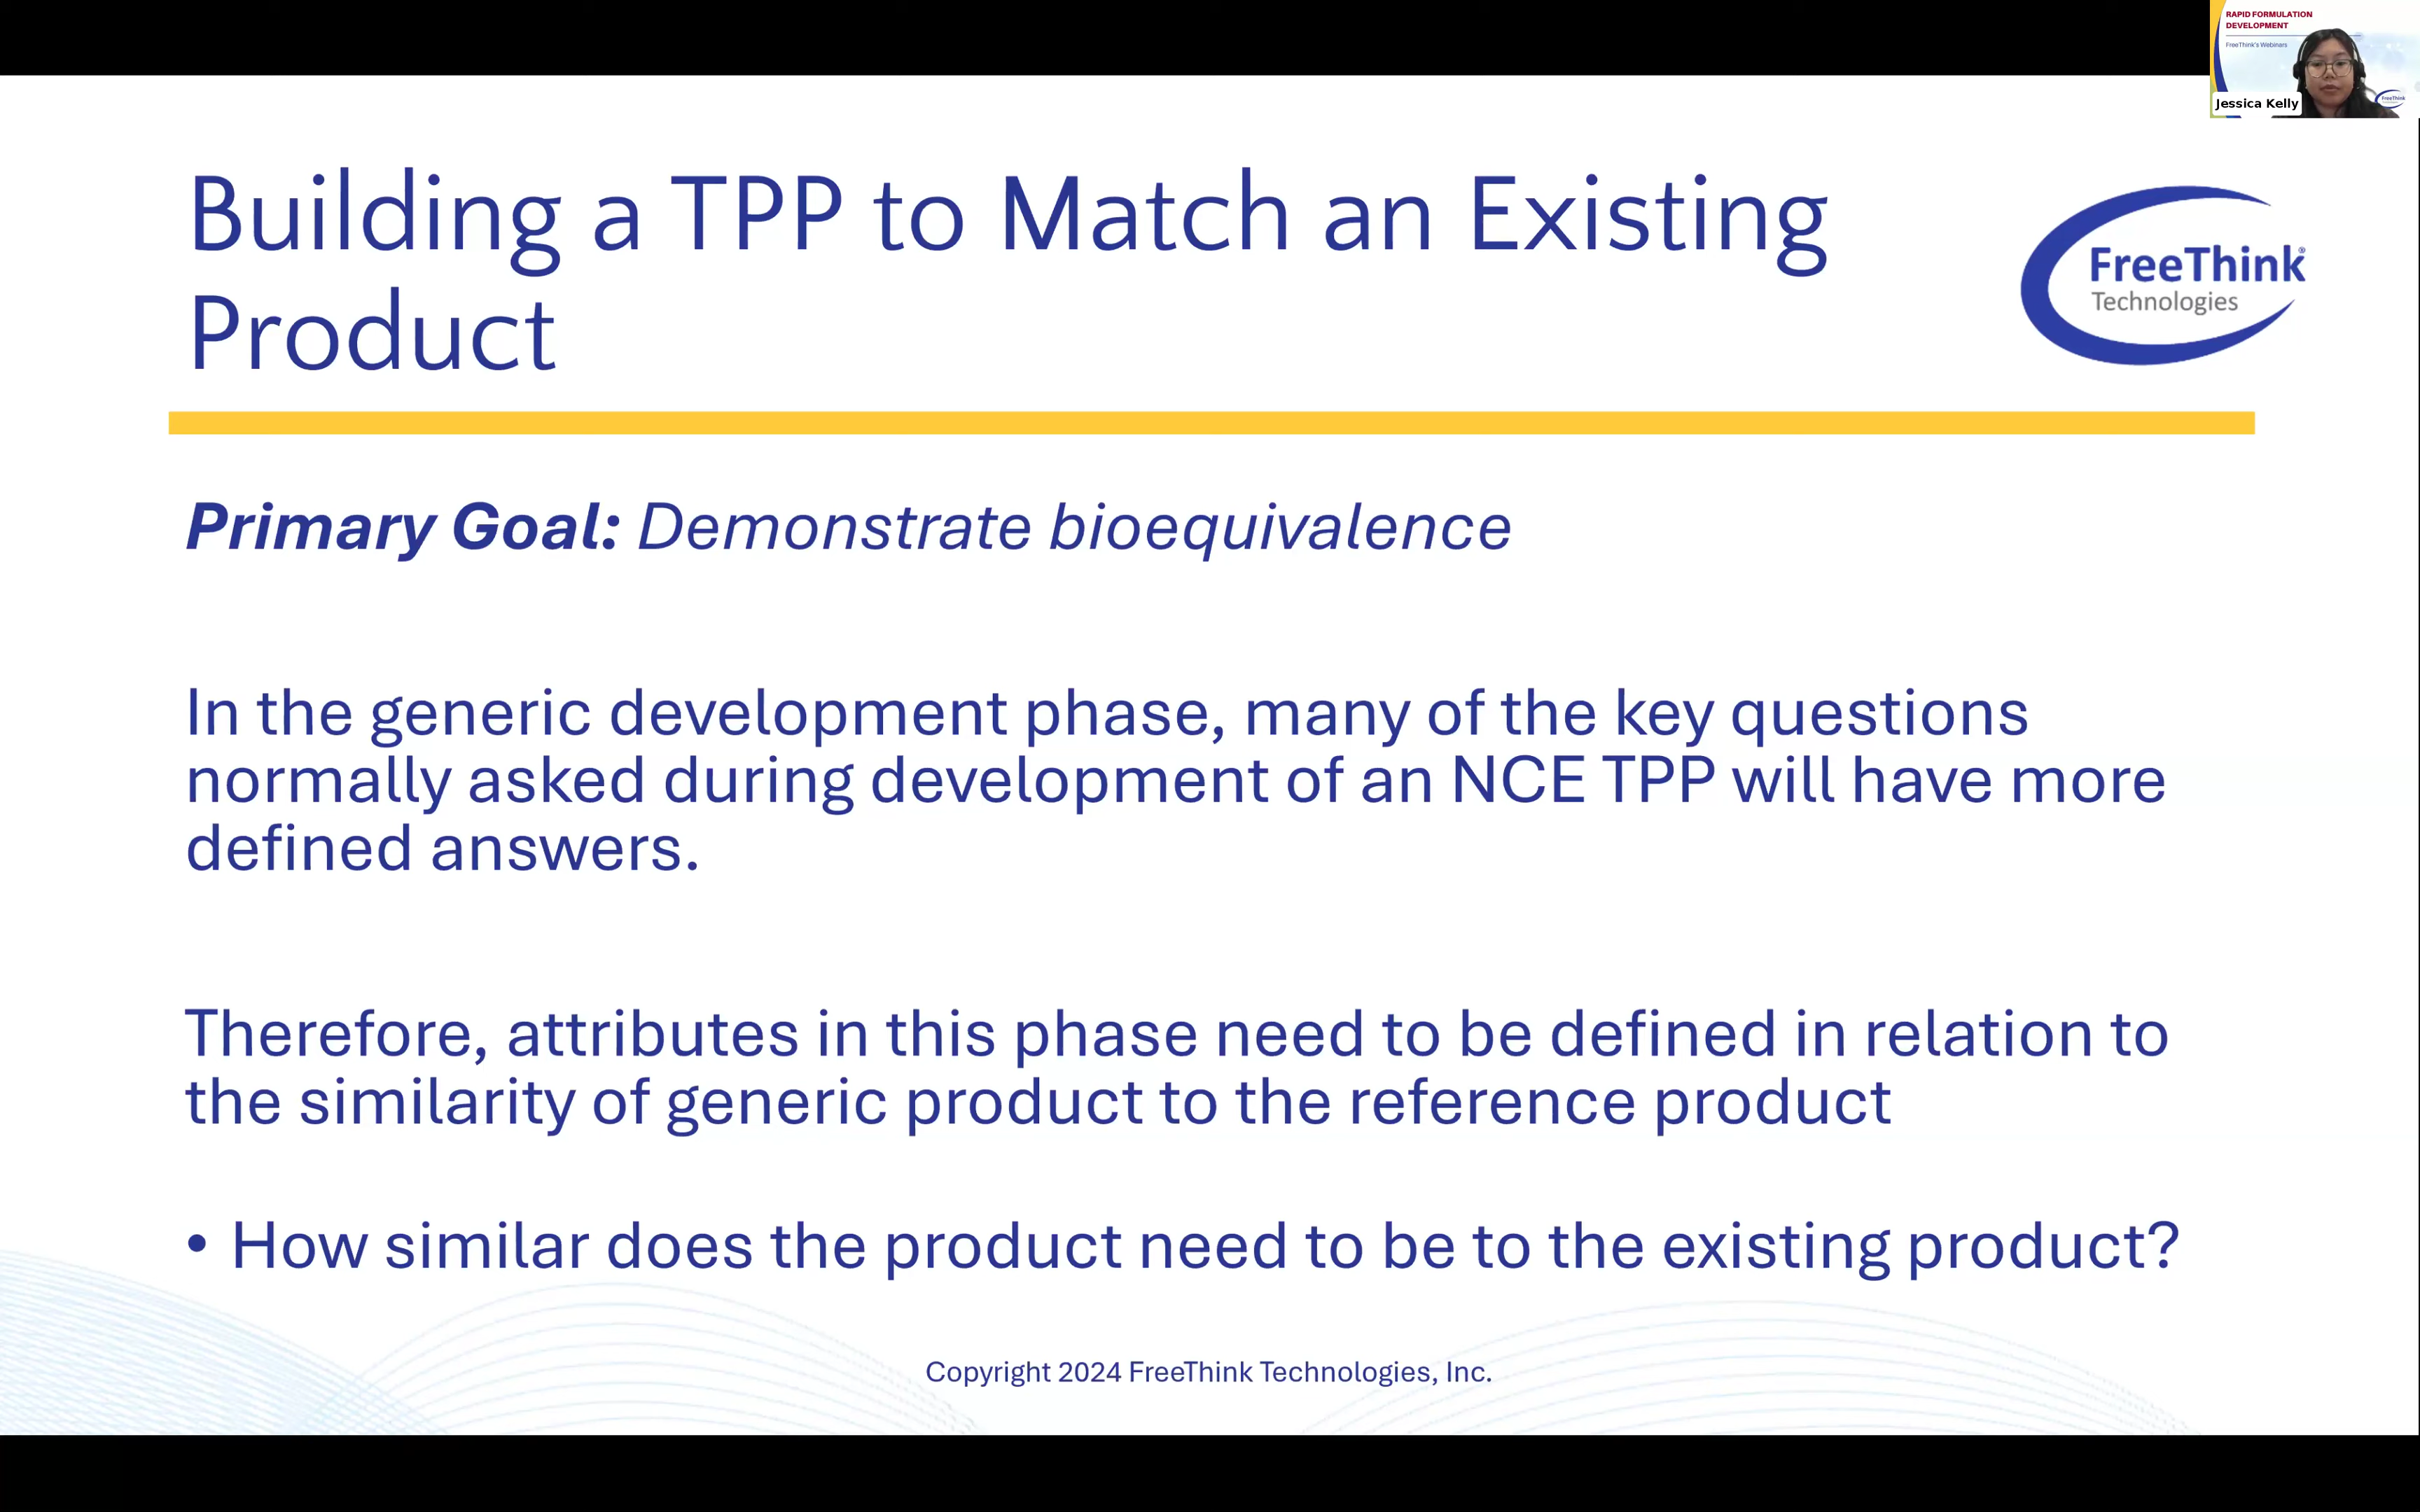 RAPID FORMULATION
DEVELOPMENT
FreeThink's Webinars
Jessica Kelly
Building a TPP to Match an Existing
Product
FreeThink®
Technologies
Primary Goal: Demonstrate bioequivalence
In the generic development phase, many of the key questions
normally asked during development of an NCE TPP will have more
defined answers.
Therefore, attributes in this phase need to be defined in relation to
the similarity of generic product to the reference product
• How similar does the product need to be to the existing product?
Copyright 2024 FreeThink Technologies, Inc.